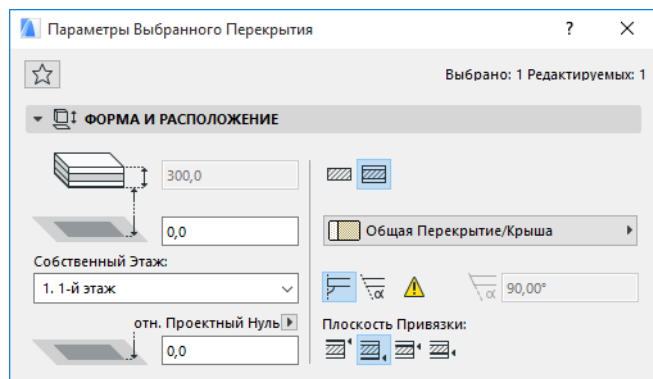 Параметры Выбранного Перекрытия ?
Выбрано: 1 Редактируемых: 1
ФОРМА И РАСПОЛОЖЕНИЕ
300,0
0,0
Общая Перекрытие/Крыша
Собственный Этаж:
1. 1-й этаж
α
α
90,00°
отн. Проектный Нуль
Плоскость Привязки:
0,0